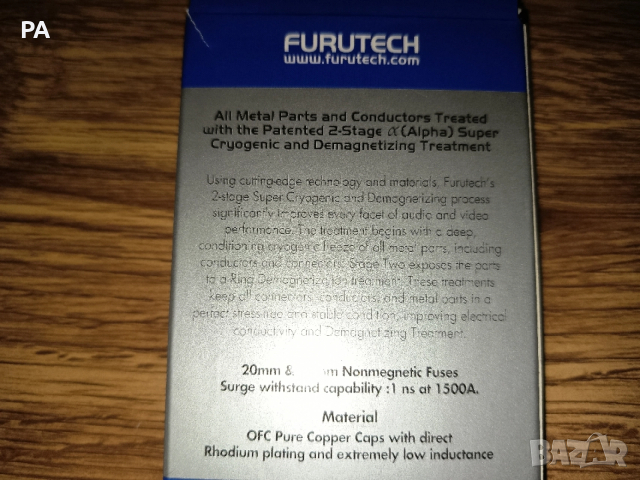 PA
FURUTECH
www.furutech.com
All Metal Parts and Conductors Treated
with the Patented 2-Stage α(Alpha) Super
Cryogenic and Demagnetizing Treatment
Using cutting-edge technology and materials, Furutech's
2-stage Super Cryogenic and Demagnetizing process
significantly improves every facet of audio and video
performance. The treatment begins with a deep,
conditioning cryogenic freeze of all metal parts, including
conductors and connectors. Stage Two exposes the parts
to a Ring Demagnetization treatment. These treatments
keep all connectors, conductors, and metal parts in a
perfect stress-free and stable condition, improving electrical
conductivity and Demagnetizing Treatment.
20mm & m Nonmegnetic Fuses
Surge withstand capability :1 ns at 1500A.
Material
OFC Pure Copper Caps with direct
Rhodium plating and extremely low inductance
BAZAR